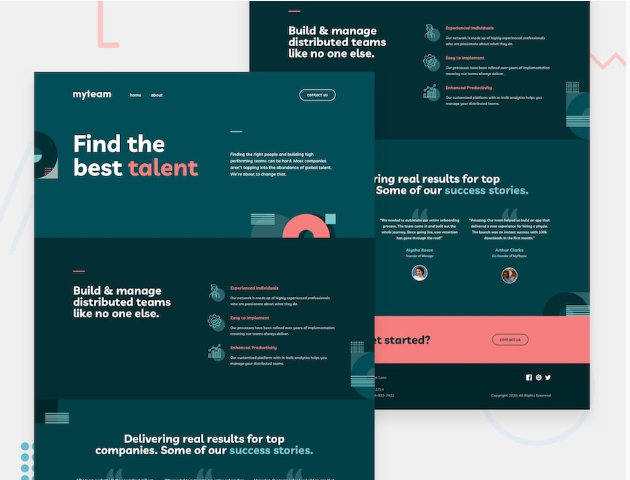 myteam
home about
contact us
Find the
best talent
Finding the right people and building high
performing teams can be hard. Most companies
aren't tapping into the abundance of global talent.
We're about to change that.
Build & manage
distributed teams
like no one else.
Experienced Individuals
Our network is made up of highly experienced professionals
who are passionate about what they do.
Easy to Implement
Our processes have been refined over years of implementation
meaning our teams always deliver.
Enhanced Productivity
Our customized platform with in-built analytics helps you
manage your distributed teams.
Delivering real results for top
companies. Some of our success stories.
Build & manage
distributed teams
like no one else.
Experienced Individuals
Our network is made up of highly experienced professionals
who are passionate about what they do.
Easy to Implement
Our processes have been refined over years of implementation
meaning our teams always deliver.
Enhanced Productivity
Our customized platform with in-built analytics helps you
manage your distributed teams.
ring real results for top
Some of our success stories.
"We needed to automate our entire onboarding
process. The team came in and built out the
whole journey. Since going live, user retention
has gone through the roof!"
Founder of Manage
"Amazing. Our team helped to build an app that
delivered a new experience for hiring a physio.
The launch was an instant success with 100k
downloads in the first month."
Arthur Clarke
et started?
contact us
Copyright 2020. All Rights Reserved